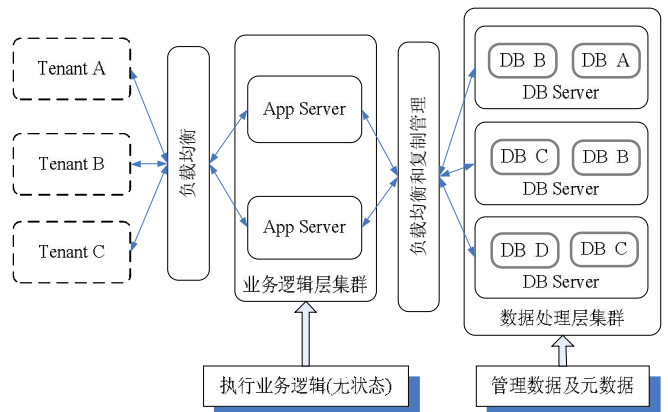 Tenant A
Tenant B
Tenant C
负载均衡
App Server
App Server
业务逻辑层集群
负载均衡和复制管理
DB B
DB A
DB Server
DB C
DB B
DB Server
DB D
DB C
DB Server
数据处理层集群
执行业务逻辑(无状态)
管理数据及元数据